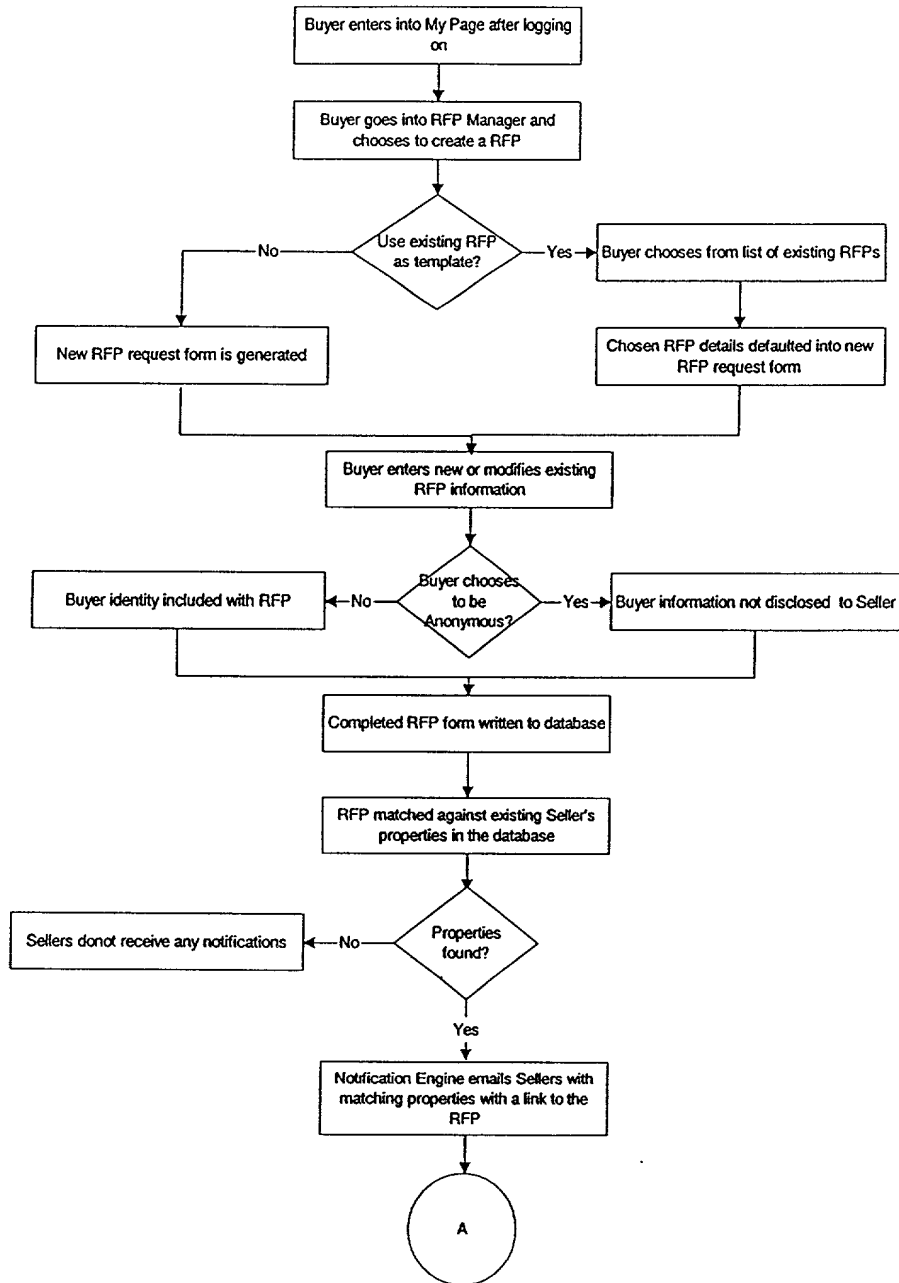 Buyer enters into My Page after logging
on
Buyer goes into RFP Manager and
chooses to create a RFP
Use existing RFP
as template?
No
Yes
Buyer chooses from list of existing RFPs
New RFP request form is generated
Chosen RFP details defaulted into new
RFP request form
Buyer enters new or modifies existing
RFP information
Buyer chooses
to be
Anonymous?
Buyer identity included with RFP
No
Yes
Buyer information not disclosed to Seller
Completed RFP form written to database
RFP matched against existing Seller's
properties in the database
Properties
found?
Sellers donot receive any notifications
No
Yes
Notification Engine emails Sellers with
matching properties with a link to the
RFP
A